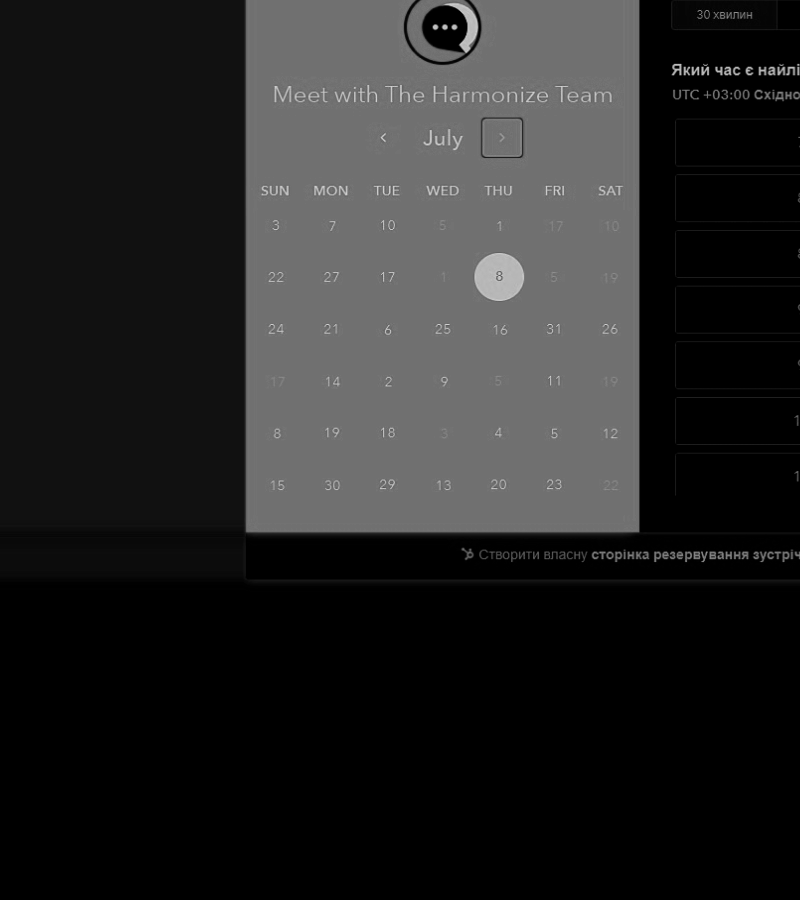 30 хвилин
Який час є найлі
UTC +03:00 Східно
Meet with The Harmonize Team
July
SUN MON TUE WED THU FRI SAT
3 7 10 5 1 17 10
22 27 17 1 8 5 19
24 21 6 25 16 31 26
17 14 2 9 5 11 19
8 19 18 3 4 5 12
15 30 29 13 20 23 22
Створити власну сторінка резервування зустріч